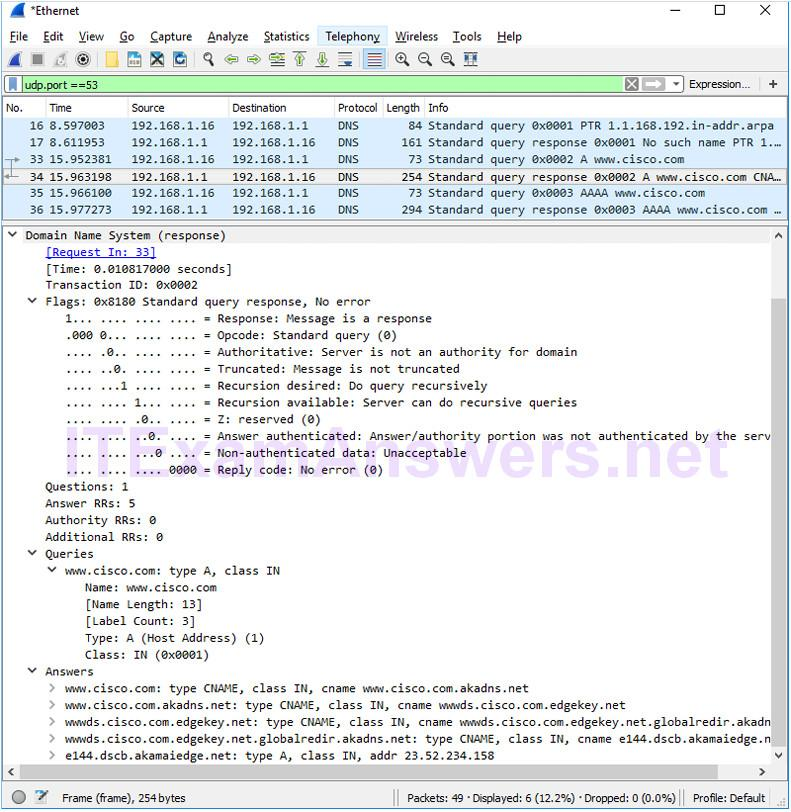 *Ethernet
File Edit View Go Capture Analyze Statistics Telephony Wireless Tools Help
udp.port ==53 Expression... +
No. Time Source Destination Protocol Length Info
16 8.597003 192.168.1.16 192.168.1.1 DNS 84 Standard query 0x0001 PTR 1.1.168.192.in-addr.arpa
17 8.611953 192.168.1.1 192.168.1.16 DNS 161 Standard query response 0x0001 No such name PTR 1....
33 15.952381 192.168.1.16 192.168.1.1 DNS 73 Standard query 0x0002 A www.cisco.com
34 15.963198 192.168.1.1 192.168.1.16 DNS 254 Standard query response 0x0002 A www.cisco.com CNA...
35 15.966100 192.168.1.16 192.168.1.1 DNS 73 Standard query 0x0003 AAAA www.cisco.com
36 15.977273 192.168.1.1 192.168.1.16 DNS 294 Standard query response 0x0003 AAAA www.cisco.com ...
Domain Name System (response)
[Request In: 33]
[Time: 0.010817000 seconds]
Transaction ID: 0x0002
Flags: 0x8180 Standard query response, No error
1... .... .... .... = Response: Message is a response
.000 0... .... .... = Opcode: Standard query (0)
.... .0.. .... .... = Authoritative: Server is not an authority for domain
.... ..0. .... .... = Truncated: Message is not truncated
.... ...1 .... .... = Recursion desired: Do query recursively
.... .... 1... .... = Recursion available: Server can do recursive queries
.... .... .0.. .... = Z: reserved (0)
.... .... ..0. .... = Answer authenticated: Answer/authority portion was not authenticated by the serv
.... .... ...0 .... = Non-authenticated data: Unacceptable
.... .... .... 0000 = Reply code: No error (0)
ITExamAnswers.net
Questions: 1
Answer RRs: 5
Authority RRs: 0
Additional RRs: 0
Queries
www.cisco.com: type A, class IN
Name: www.cisco.com
[Name Length: 13]
[Label Count: 3]
Type: A (Host Address) (1)
Class: IN (0x0001)
Answers
www.cisco.com: type CNAME, class IN, cname www.cisco.com.akadns.net
www.cisco.com.akadns.net: type CNAME, class IN, cname wwwds.cisco.com.edgekey.net
wwwds.cisco.com.edgekey.net: type CNAME, class IN, cname wwwds.cisco.com.edgekey.net.globalredir.akadn
wwwds.cisco.com.edgekey.net.globalredir.akadns.net: type CNAME, class IN, cname e144.dscb.akamaiedge.n
e144.dscb.akamaiedge.net: type A, class IN, addr 23.52.234.158
Frame (frame), 254 bytes Packets: 49 · Displayed: 6 (12.2%) · Dropped: 0 (0.0%) Profile: Default